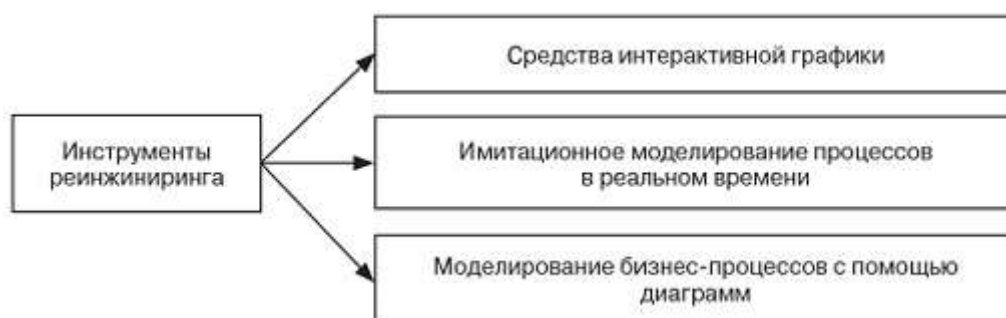 Инструменты
реинжиниринга
Средства интерактивной графики
Имитационное моделирование процессов
в реальном времени
Моделирование бизнес-процессов с помощью
диаграмм